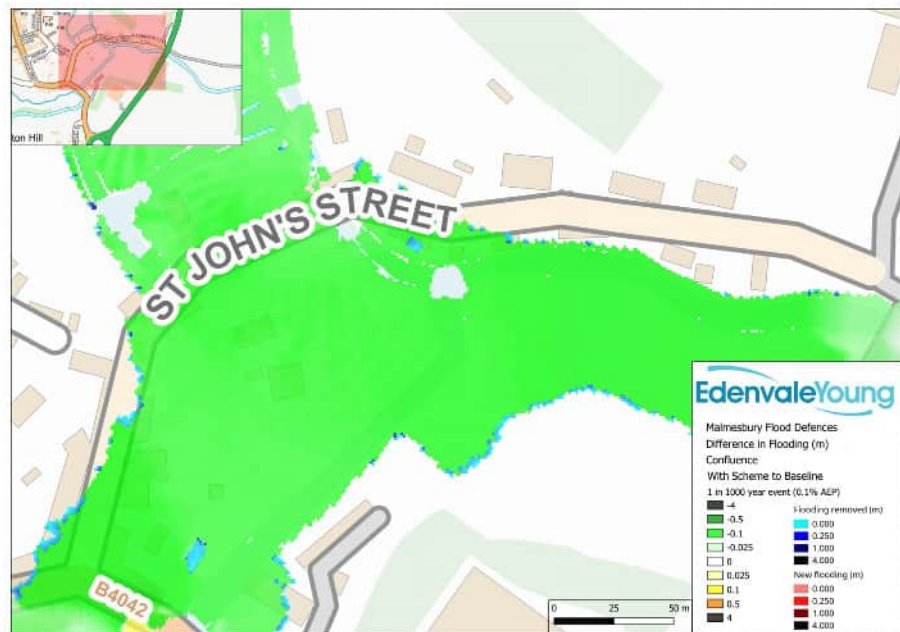 ton Hill
ST JOHN'S STREET
B4042
EdenvaleYoung
Malmesbury Flood Defences
Difference in Flooding (m)
Confluence
With Scheme to Baseline
1 in 1000 year event (0.1% AEP)
-4
-0.5
-0.1
-0.025
0
0.025
0.1
0.5
4
Flooding removed (m)
0.000
0.250
1.000
4.000
New flooding (m)
0.000
0.250
1.000
4.000
0 25 50 m